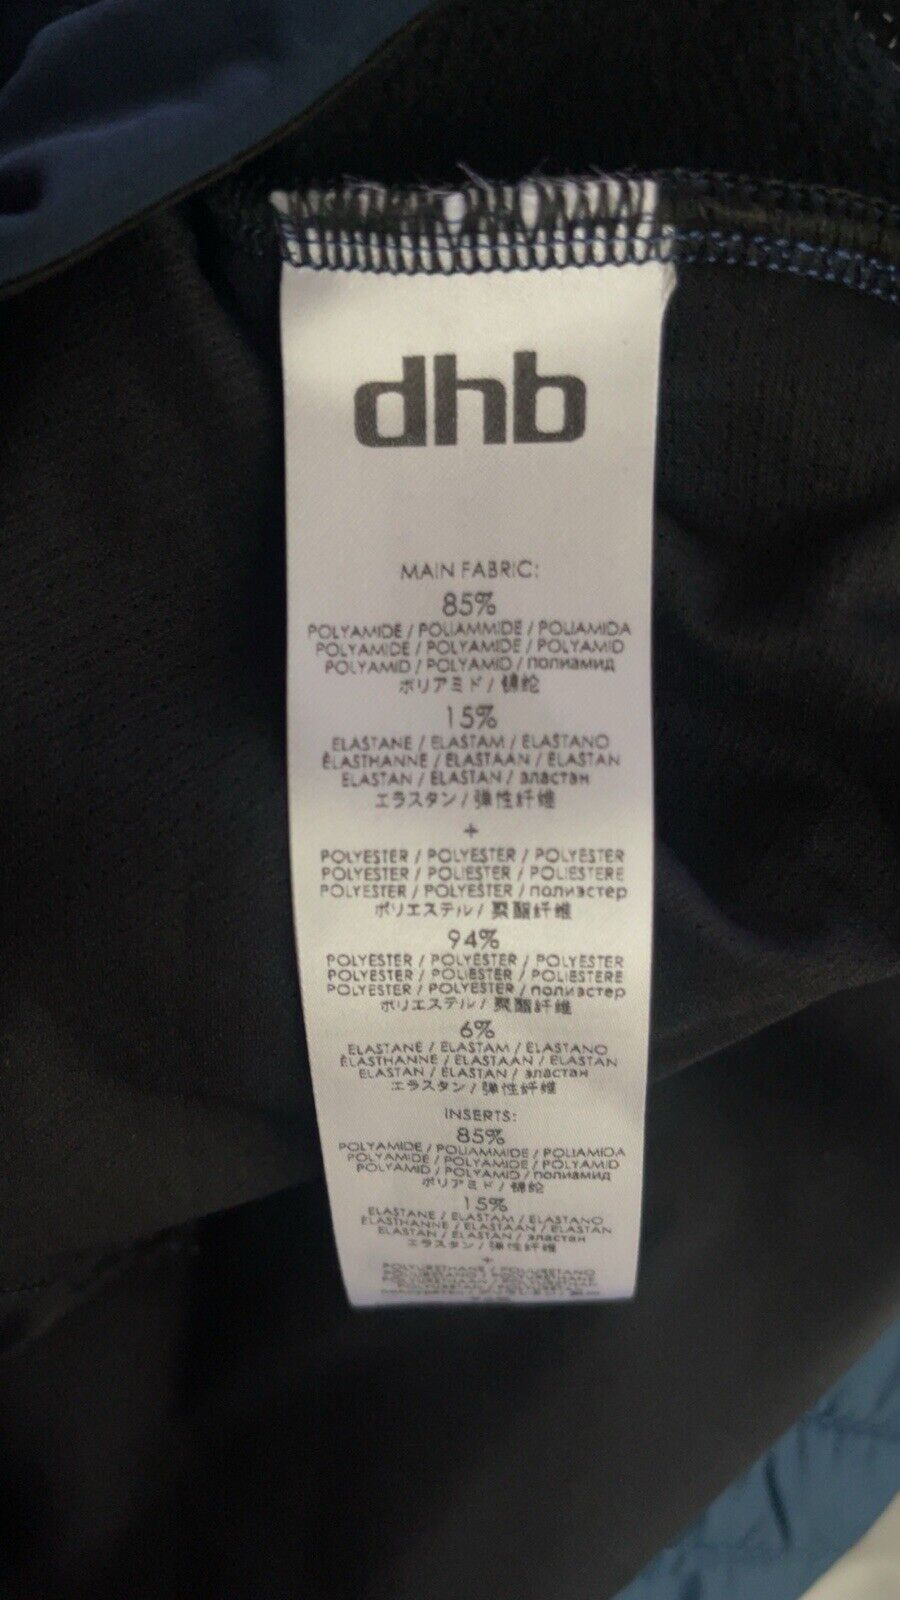 dhb
MAIN FABRIC:
85%
POLYAMIDE / POLIAMMIDE / POLIAMIDA
POLYAMIDE / POLYAMIDE / POLYAMID
POLYAMID / POLYAMID / полиамид
ポリアミド / 锦纶
15%
ELASTANE / ELASTAM / ELASTANO
ÉLASTHANNE / ELASTAAN / ELASTAN
ELASTAN / ELASTAN / эластан
エラスタン / 弹性纤维
+
POLYESTER / POLYESTER / POLYESTER
POLYESTER / POLIESTER / POLIESTERE
POLYESTER / POLYESTER / полиэстер
ポリエステル / 聚酯纤维
94%
POLYESTER / POLYESTER / POLYESTER
POLYESTER / POLIESTER / POLIESTERE
POLYESTER / POLYESTER / полиэстер
ポリエステル / 聚酯纤维
6%
ELASTANE / ELASTAM / ELASTANO
ÉLASTHANNE / ELASTAAN / ELASTAN
ELASTAN / ELASTAN / эластан
エラスタン / 弹性纤维
INSERTS:
85%
POLYAMIDE / POLIAMMIDE / POLIAMIDA
POLYAMIDE / POLYAMIDE / POLYAMID
POLYAMID / POLYAMID / полиамид
ポリアミド / 锦纶
15%
ELASTANE / ELASTAM / ELASTANO
ÉLASTHANNE / ELASTAAN / ELASTAN
ELASTAN / ELASTAN / эластан
エラスタン / 弹性纤维
+
POLYURETHANE / POLIURETANO